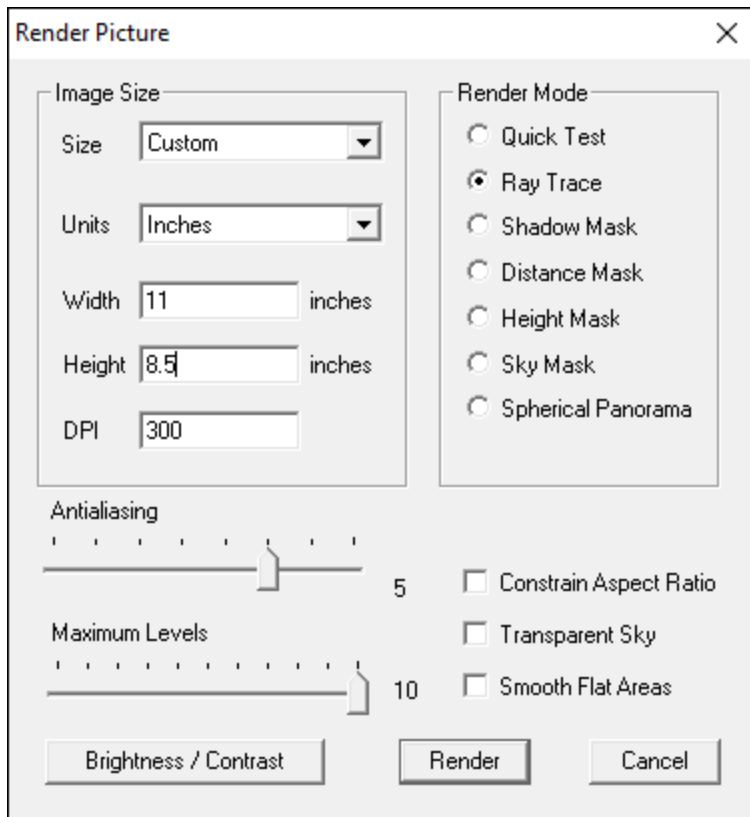 Render Picture
Image Size
Size Custom
Units Inches
Width 11 inches
Height 8.5 inches
DPI 300
Render Mode
Quick Test
Ray Trace
Shadow Mask
Distance Mask
Height Mask
Sky Mask
Spherical Panorama
Antialiasing
5
Maximum Levels
10
Constrain Aspect Ratio
Transparent Sky
Smooth Flat Areas
Brightness / Contrast
Render
Cancel